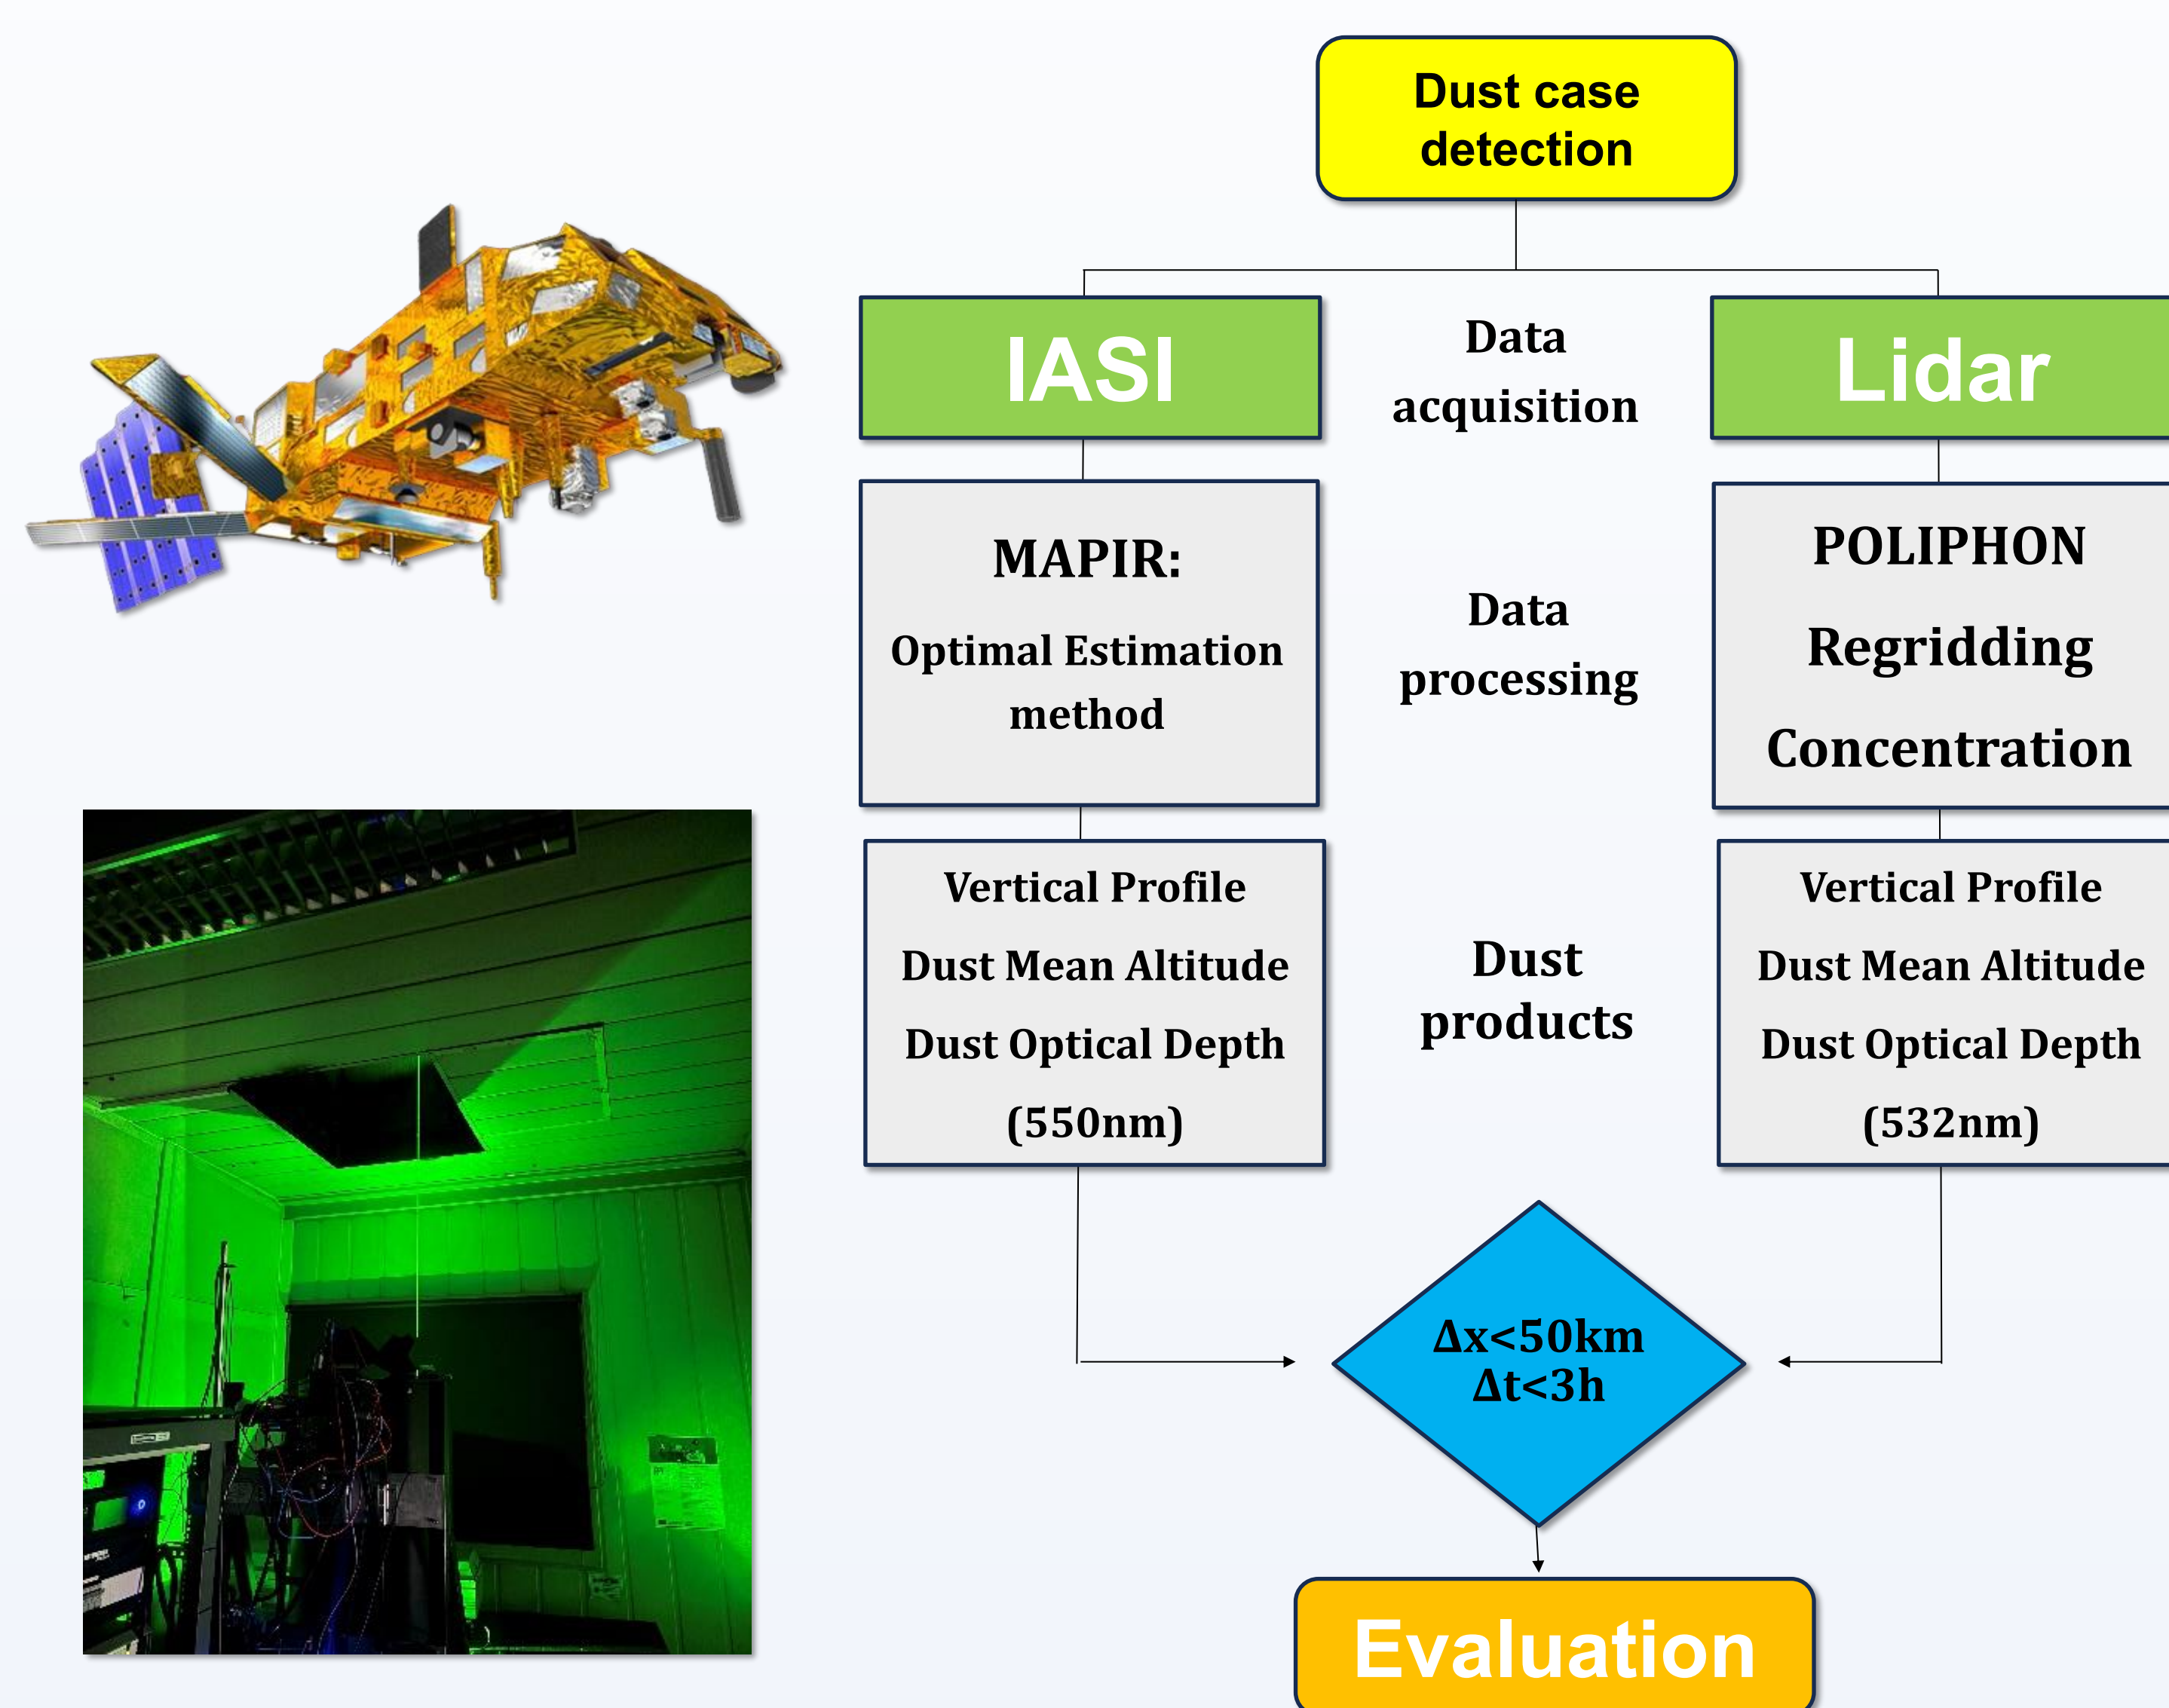 Dust case
detection
IASI
Data
acquisition
Lidar
MAPIR:
Optimal Estimation
method
Data
processing
POLIPHON
Regridding
Concentration
Vertical Profile
Dust Mean Altitude
Dust Optical Depth
(550nm)
Dust
products
Vertical Profile
Dust Mean Altitude
Dust Optical Depth
(532nm)
Δx<50km
Δt<3h
Evaluation